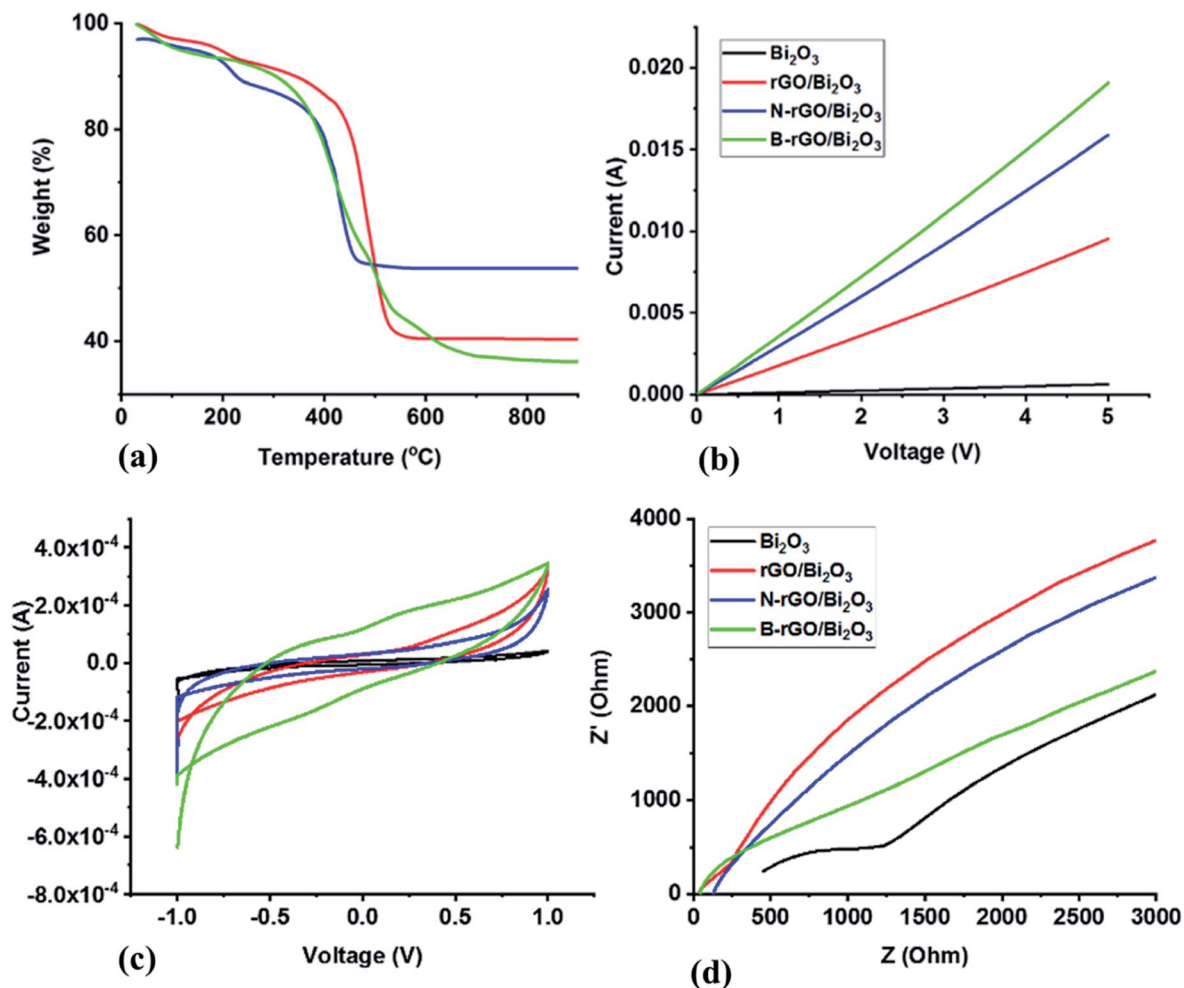 100
80
60
40
Weight (%)
0
200
400
600
800
Temperature (°C)
(a)
0.020
0.015
0.010
0.005
0.000
Current (A)
Bi₂O₃
rGO/Bi₂O₃
N-rGO/Bi₂O₃
B-rGO/Bi₂O₃
0
1
2
3
4
5
Voltage (V)
(b)
4.0x10⁻⁴
2.0x10⁻⁴
0.0
-2.0x10⁻⁴
-4.0x10⁻⁴
-6.0x10⁻⁴
-8.0x10⁻⁴
Current (A)
-1.0
-0.5
0.0
0.5
1.0
Voltage (V)
(c)
4000
3000
2000
1000
0
Z' (Ohm)
Bi₂O₃
rGO/Bi₂O₃
N-rGO/Bi₂O₃
B-rGO/Bi₂O₃
0
500
1000
1500
2000
2500
3000
Z (Ohm)
(d)